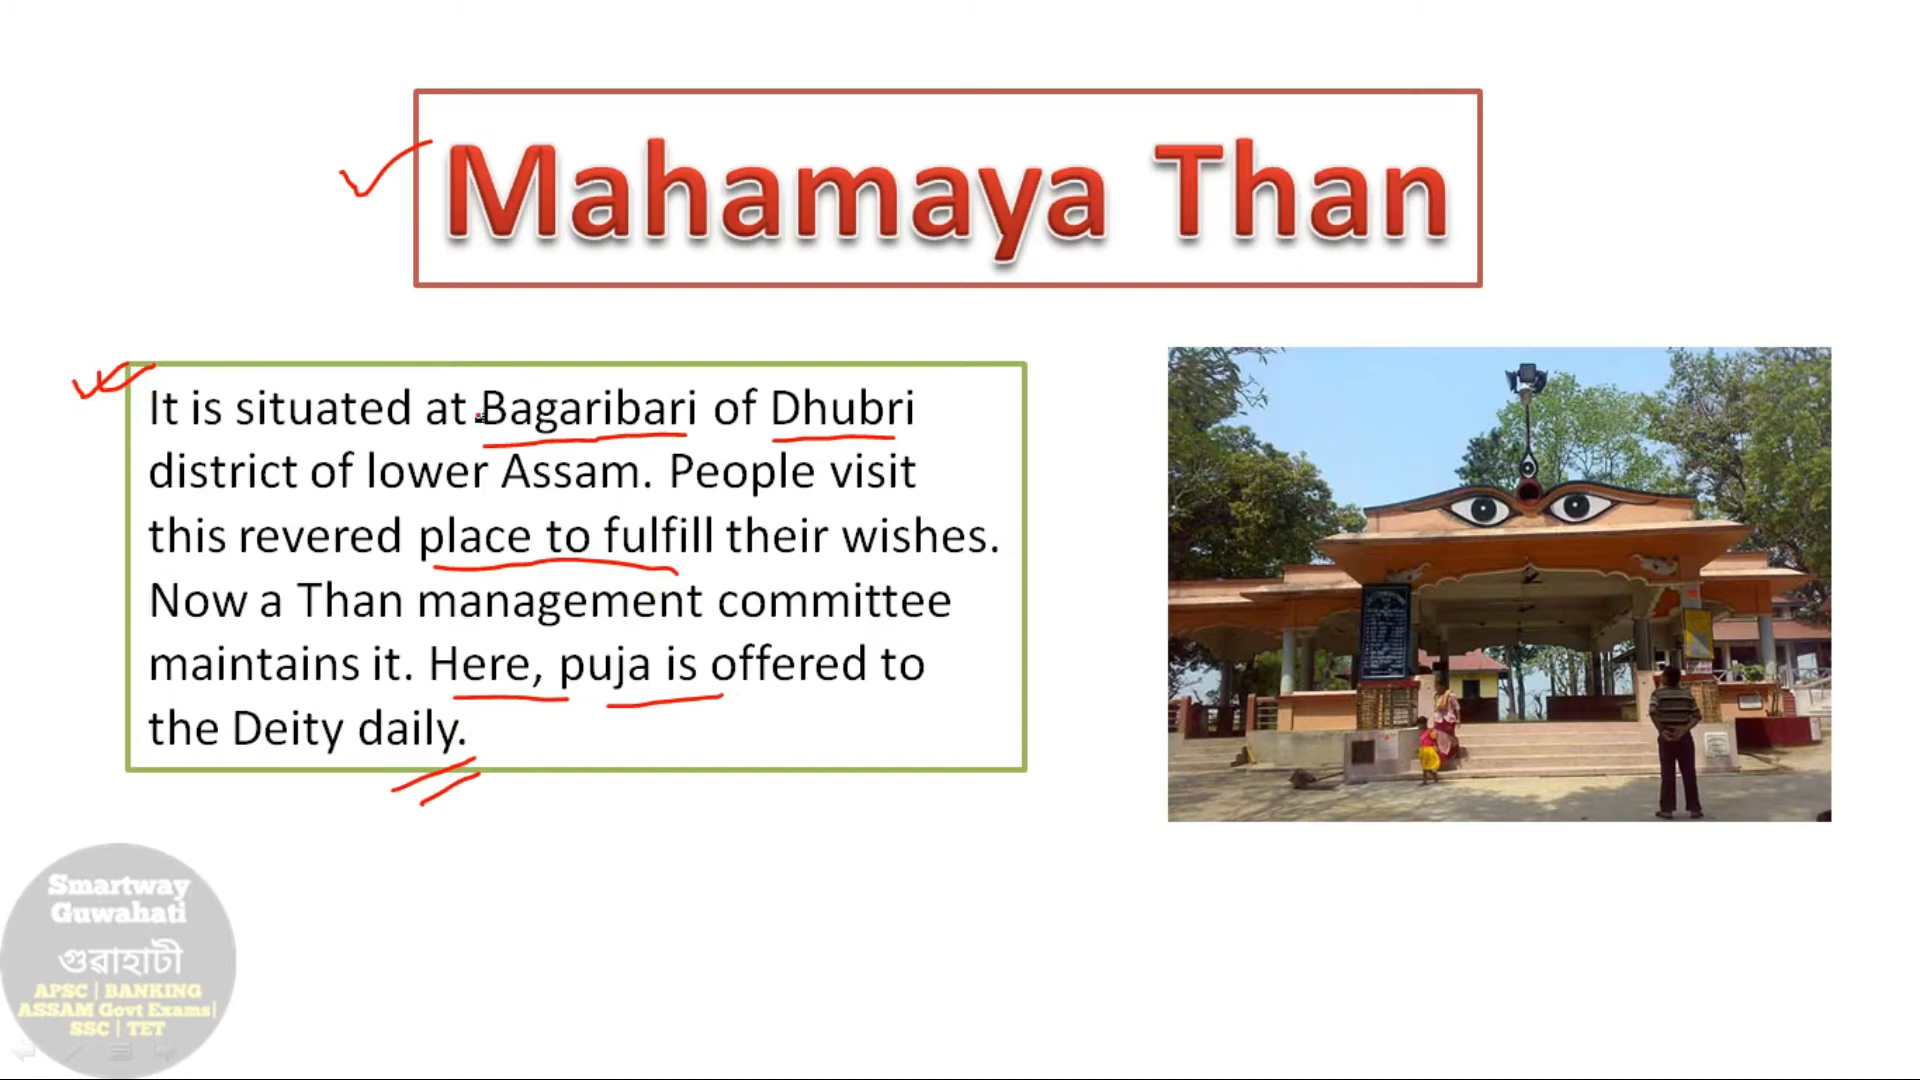 Mahamaya Than
It is situated at Bagaribari of Dhubri
district of lower Assam. People visit
this revered place to fulfill their wishes.
Now a Than management committee
maintains it. Here, puja is offered to
the Deity daily.
Smartway
Guwahati
গুৱাহাটী
APSC | BANKING
ASSAM Govt Exams|
SSC | TET